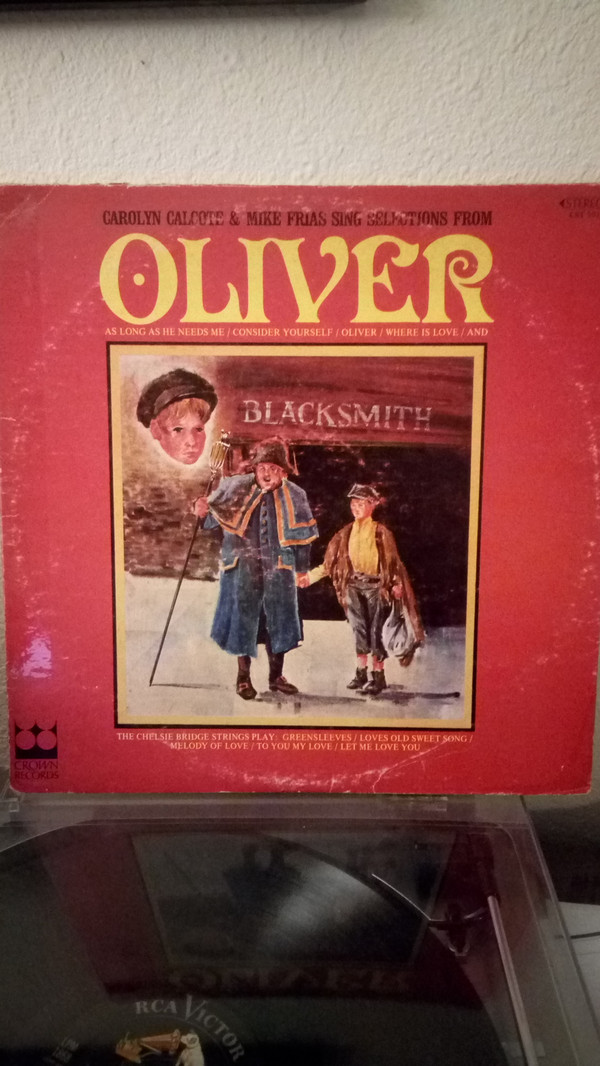 ◄STEREO
CAROLYN CALCOTE & MIKE FRIAS SING SELECTIONS FROM
OLIVER
AS LONG AS HE NEEDS ME / CONSIDER YOURSELF / OLIVER / WHERE IS LOVE / AND
BLACKSMITH
THE CHELSIE BRIDGE STRINGS PLAY: GREENSLEEVES / LOVES OLD SWEET SONG /
MELODY OF LOVE / TO YOU MY LOVE / LET ME LOVE YOU
CROWN
RECORDS
RCA VICTOR